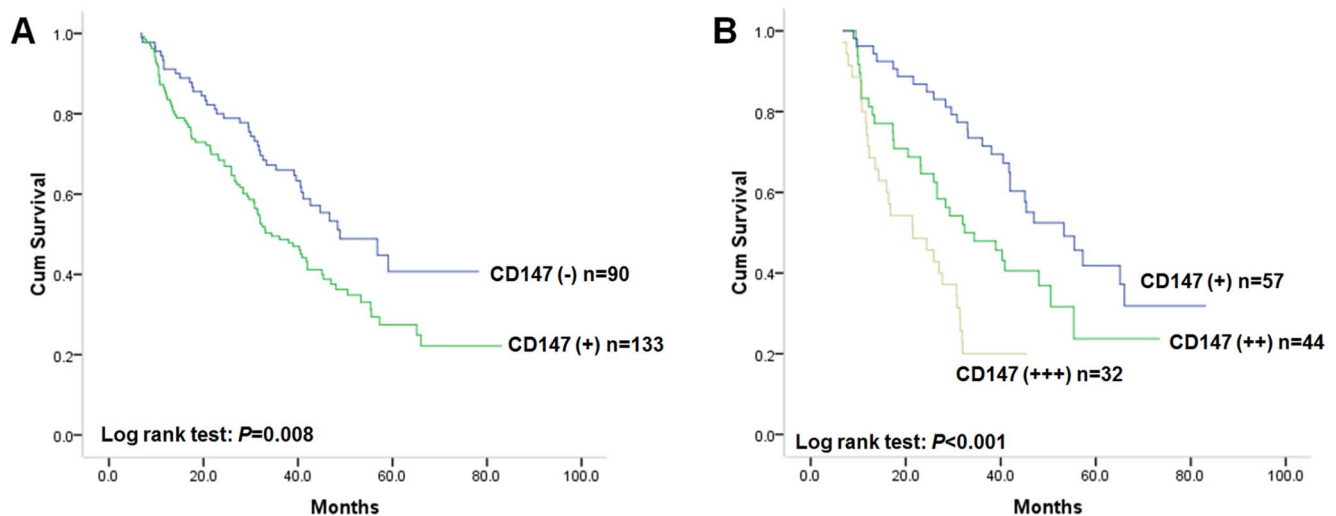 A
1.0
0.8
0.6
0.4
0.2
0.0
Cum Survival
CD147 (-) n=90
CD147 (+) n=133
Log rank test: P=0.008
0.0 20.0 40.0 60.0 80.0 100.0
Months
B
1.0
0.8
0.6
0.4
0.2
0.0
Cum Survival
CD147 (+) n=57
CD147 (++) n=44
CD147 (+++) n=32
Log rank test: P<0.001
0.0 20.0 40.0 60.0 80.0 100.0
Months